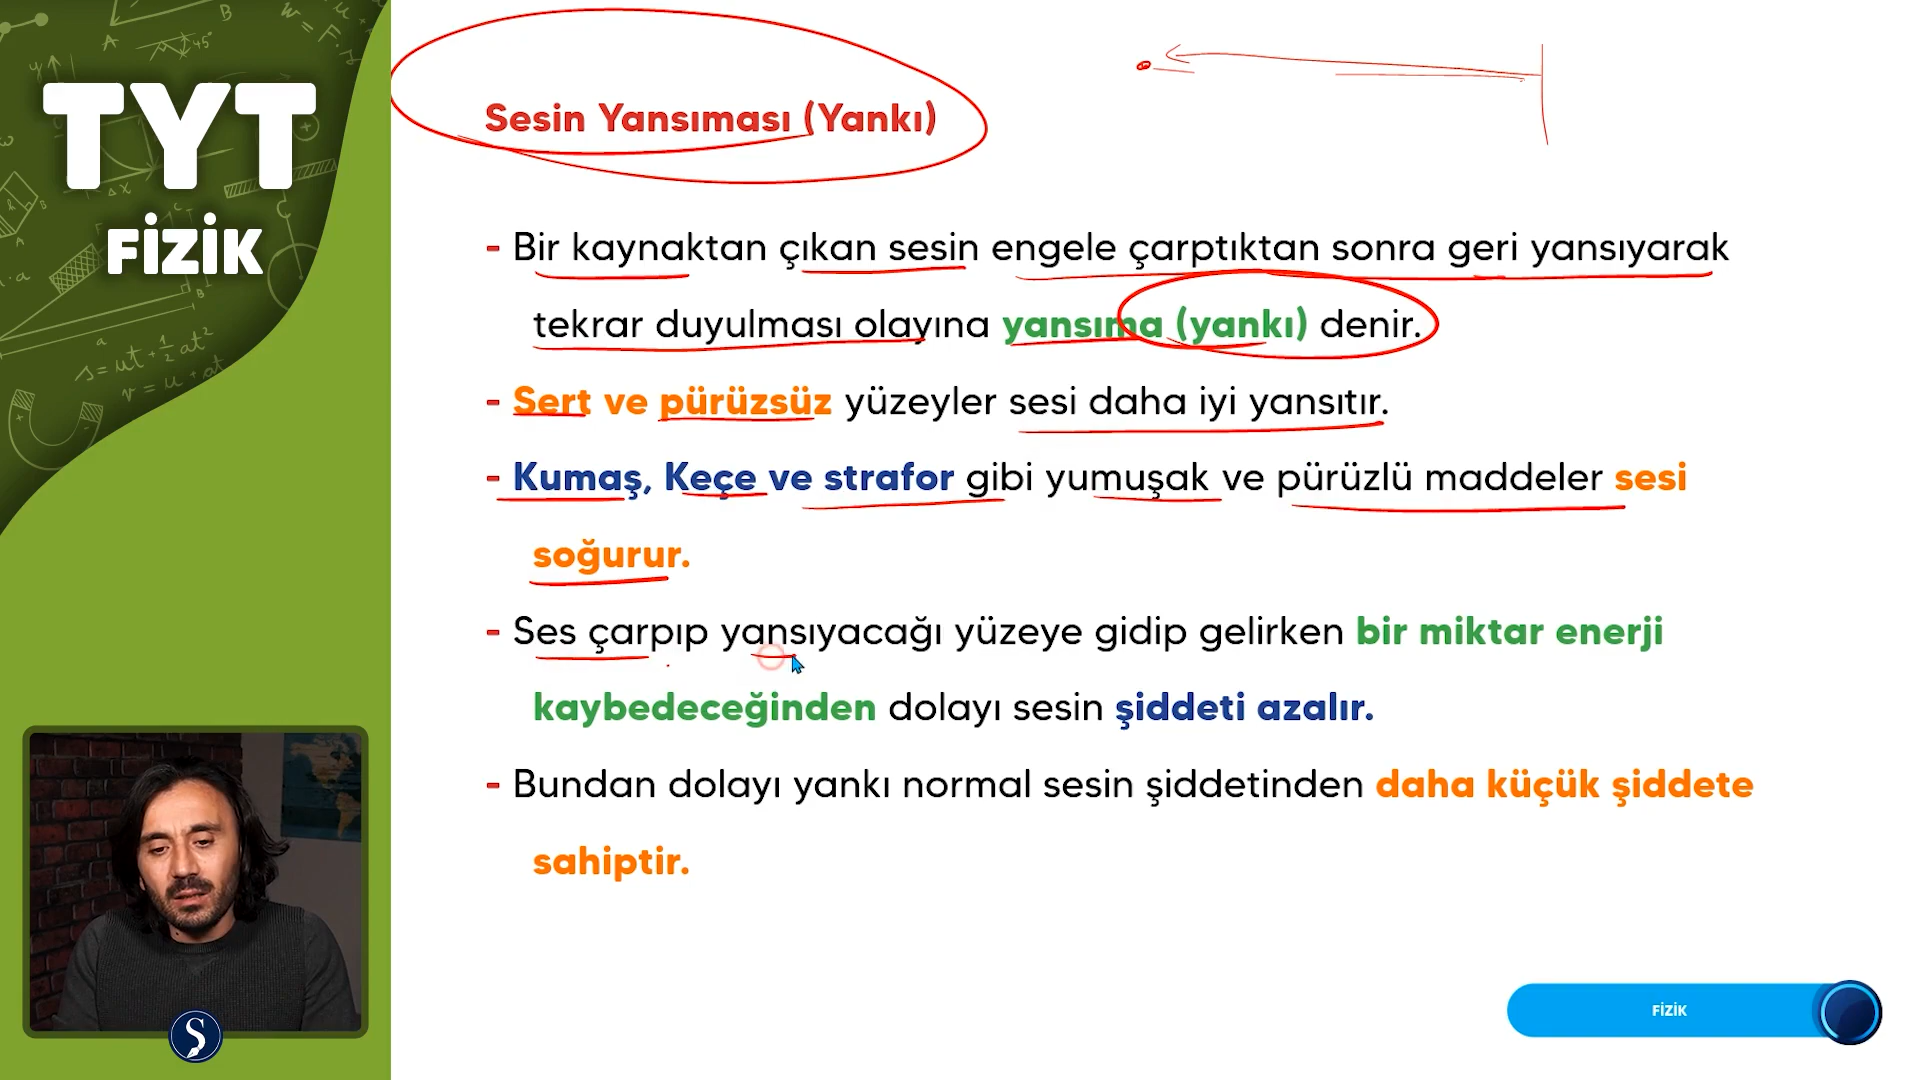 TYT
FİZİK
Sesin Yansıması (Yankı)
- Bir kaynaktan çıkan sesin engele çarptıktan sonra geri yansıyarak
tekrar duyulması olayına yansıma (yankı) denir.
- Sert ve pürüzsüz yüzeyler sesi daha iyi yansıtır.
- Kumaş, Keçe ve strafor gibi yumuşak ve pürüzlü maddeler sesi
soğurur.
- Ses çarpıp yansıyacağı yüzeye gidip gelirken bir miktar enerji
kaybedeceğinden dolayı sesin şiddeti azalır.
- Bundan dolayı yankı normal sesin şiddetinden daha küçük şiddete
sahiptir.
FİZİK